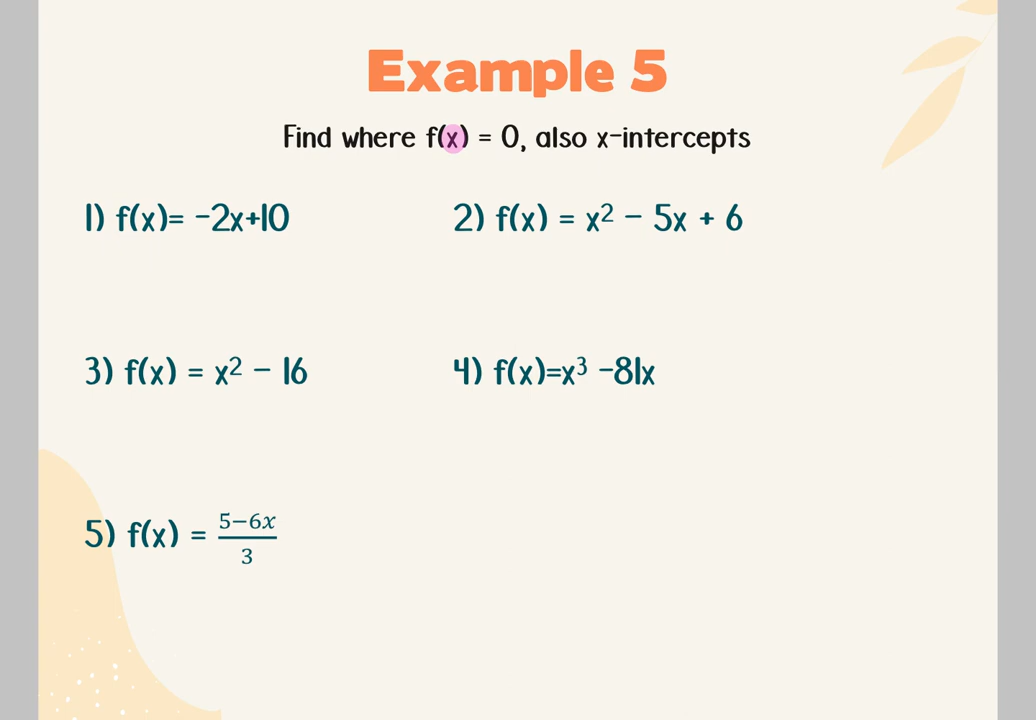 Example 5
Find where f(x) = 0, also x-intercepts
1) f(x)= -2x+10
2) f(x) = x² - 5x + 6
3) f(x) = x² - 16
4) f(x)=x³ -81x
5) f(x) = \frac{5-6x}{3}